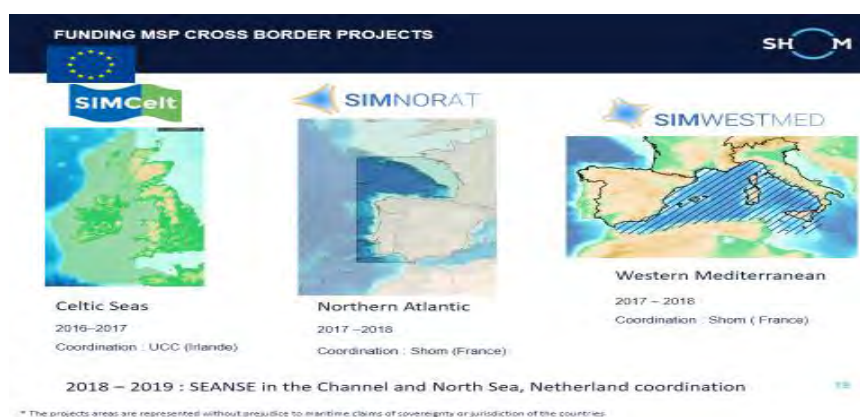 FUNDING MSP CROSS BORDER PROJECTS
SHOM
SIMCelt
SIMNORAT
SIMWESTMED
Celtic Seas
2016–2017
Coordination : UCC (Irlande)
Northern Atlantic
2017 –2018
Coordination : Shom (France)
Western Mediterranean
2017 – 2018
Coordination : Shom ( France)
2018 – 2019 : SEANSE in the Channel and North Sea, Netherland coordination
* The projects areas are represented without prejudice to maritime claims of sovereignty or jurisdiction of the countries